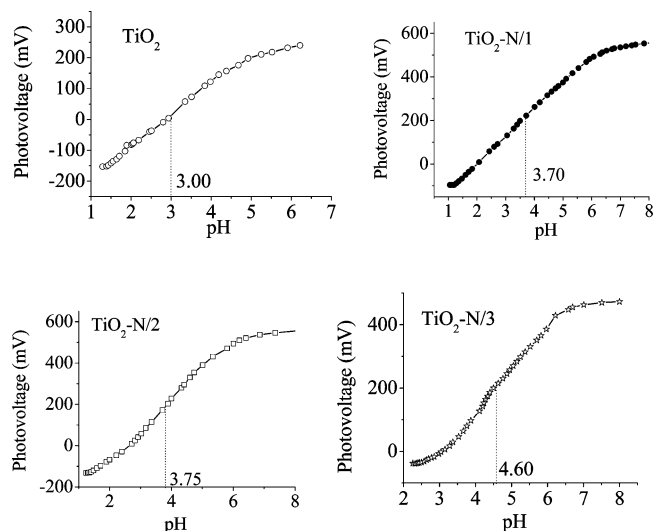 TiO2
Photovoltage (mV)
300
200
100
0
-100
-200
1 2 3 4 5 6 7
pH
3.00
TiO2-N/1
Photovoltage (mV)
600
400
200
0
1 2 3 4 5 6 7 8
pH
3.70
TiO2-N/2
Photovoltage (mV)
600
400
200
0
-200
2 4 6 8
pH
3.75
TiO2-N/3
Photovoltage (mV)
400
200
0
2 3 4 5 6 7 8
pH
4.60